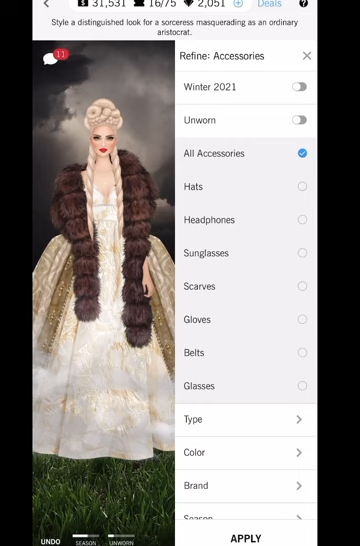 $ 31,531 16/75 2,051 Deals ?
Style a distinguished look for a sorceress masquerading as an ordinary
aristocrat.
11
Refine: Accessories
Winter 2021
Unworn
All Accessories
Hats
Headphones
Sunglasses
Scarves
Gloves
Belts
Glasses
Type
Color
Brand
Season
UNDO
SEASON
UNWORN
APPLY